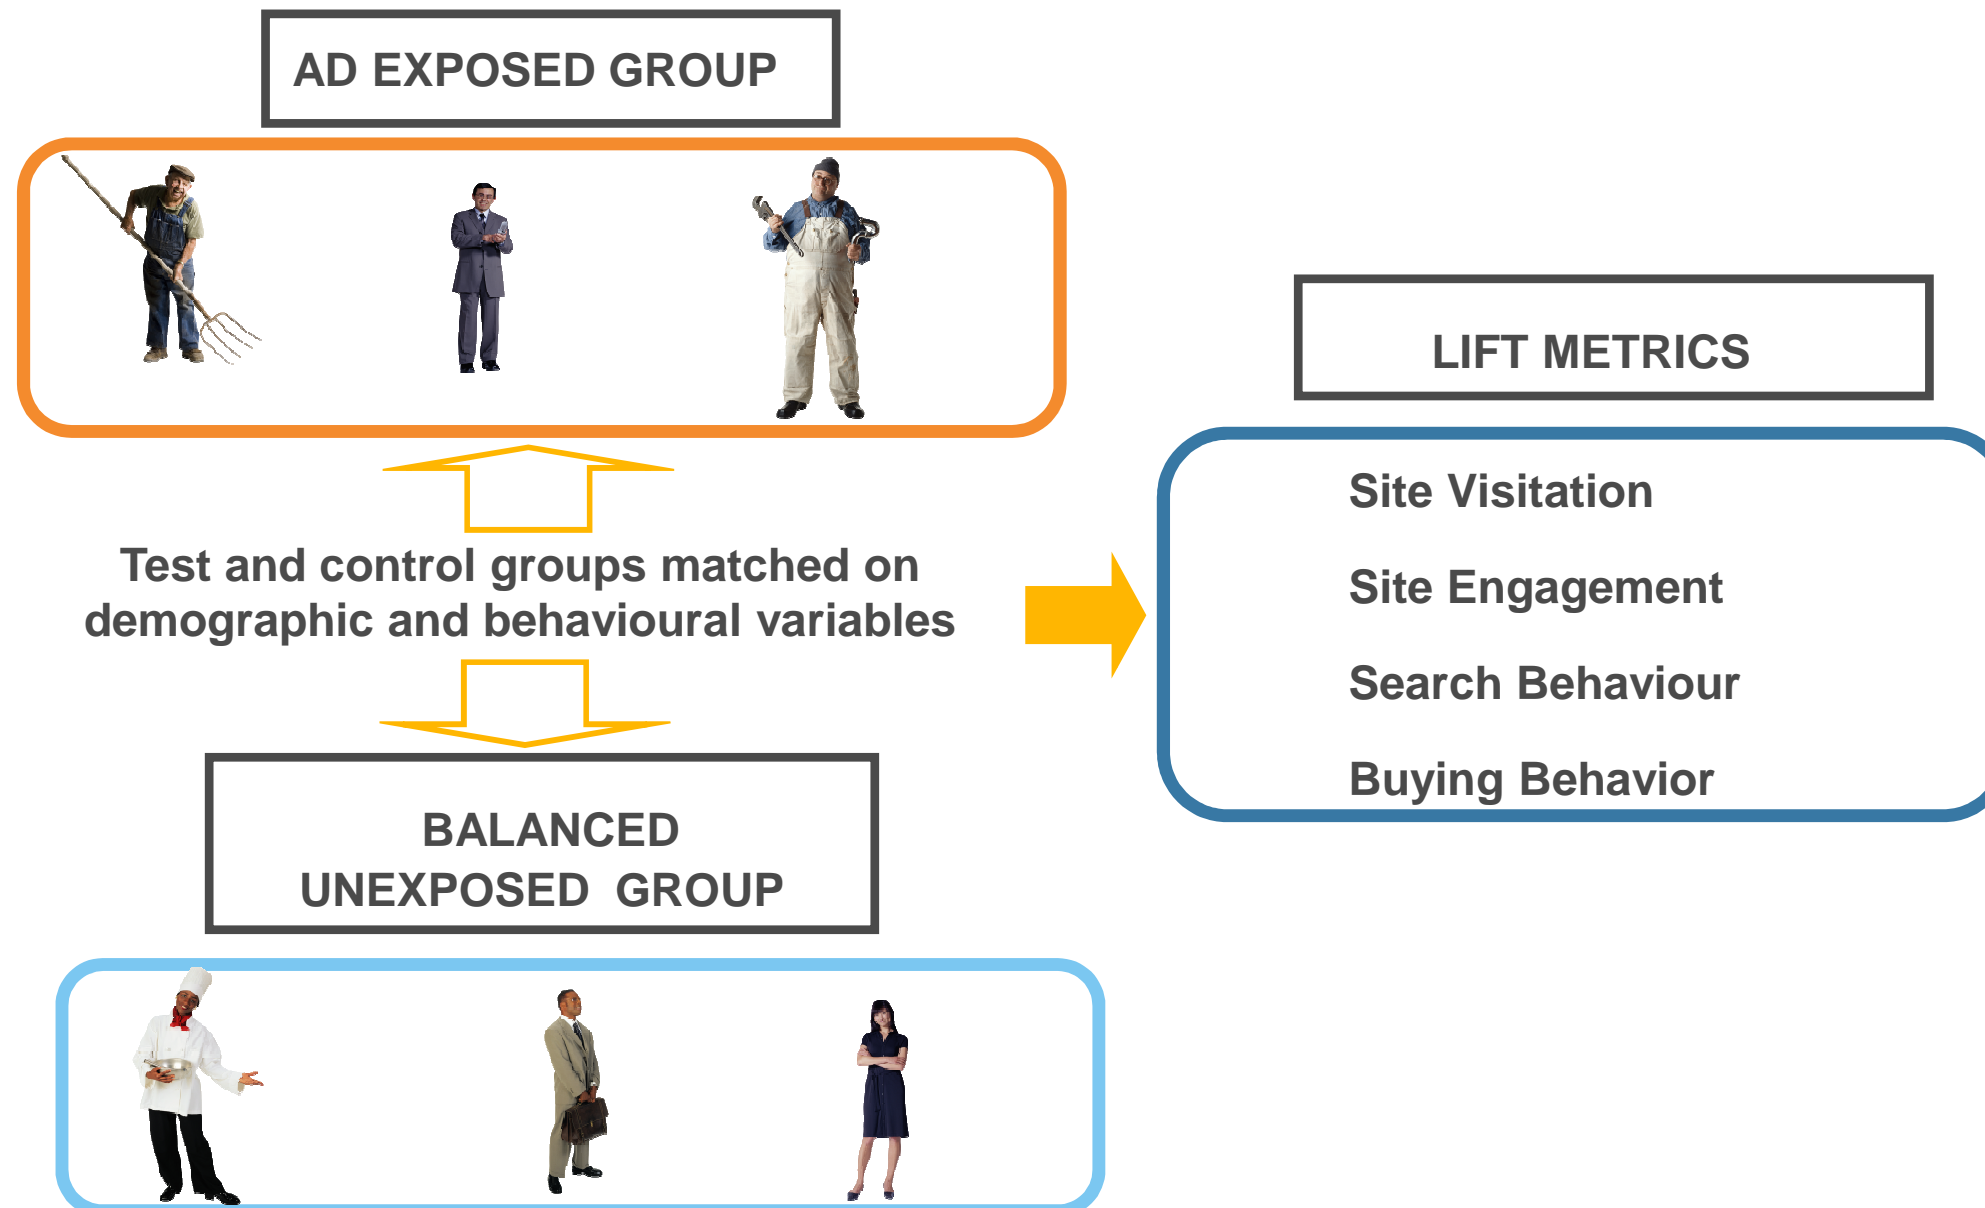 AD EXPOSED GROUP
Test and control groups matched on
demographic and behavioural variables
BALANCED
UNEXPOSED GROUP
LIFT METRICS
Site Visitation
Site Engagement
Search Behaviour
Buying Behavior